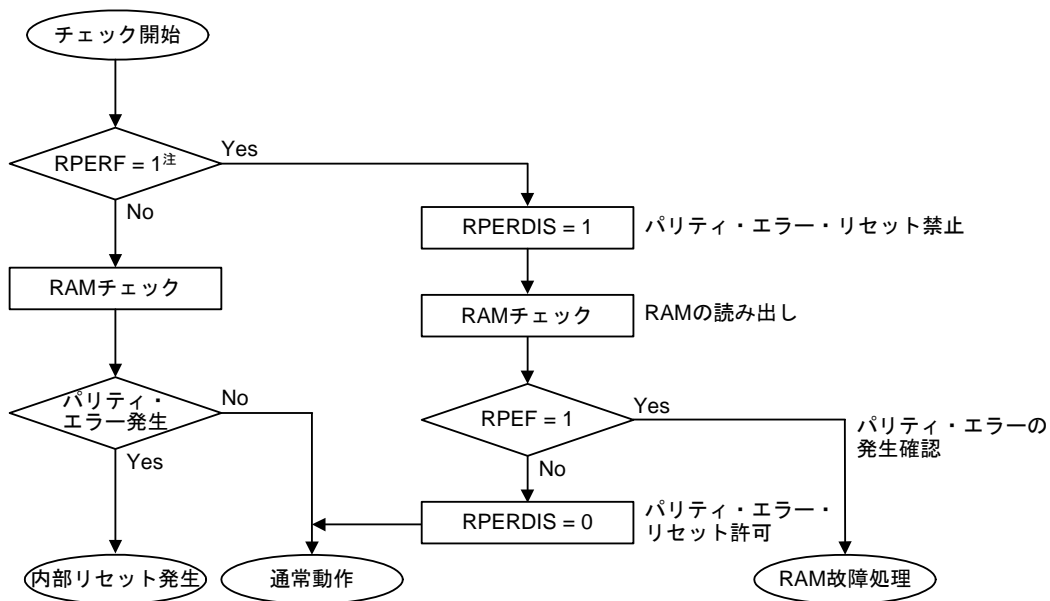 チェック開始
RPERF = 1注
Yes
No
RPERDIS = 1
パリティ・エラー・リセット禁止
RAMチェック
RAMチェック
RAMの読み出し
パリティ・
エラー発生
No
Yes
RPEF = 1
Yes
No
パリティ・エラーの
発生確認
RPERDIS = 0
パリティ・エラー・
リセット許可
内部リセット発生
通常動作
RAM故障処理